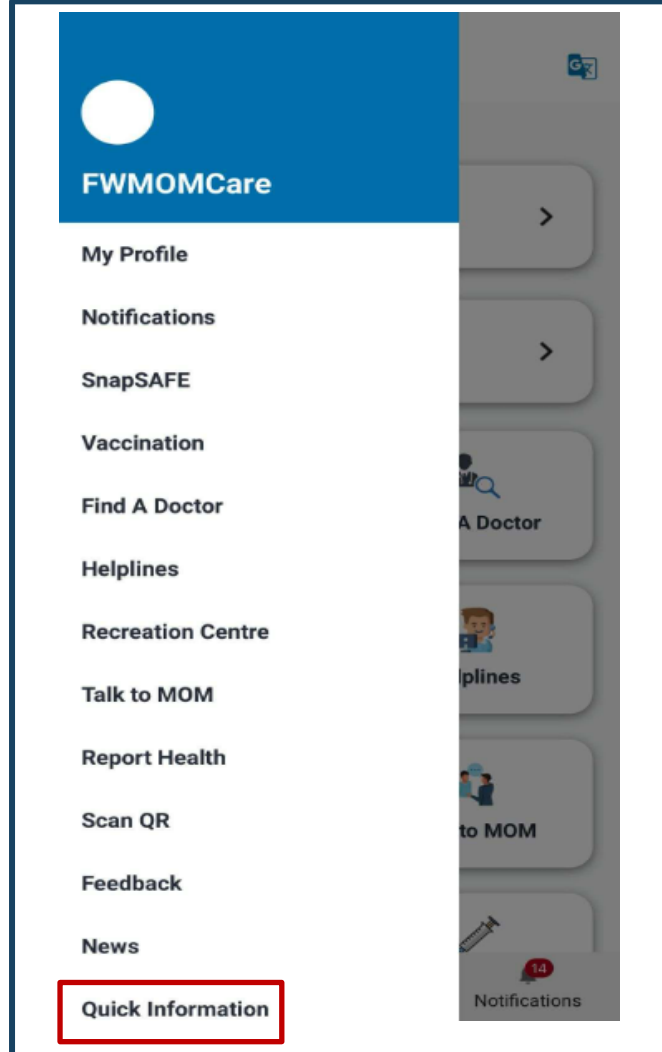 FWMOMCare
My Profile
Notifications
SnapSAFE
Vaccination
Find A Doctor
Helplines
Recreation Centre
Talk to MOM
Report Health
Scan QR
Feedback
News
Quick Information
A Doctor
lplines
to MOM
14
Notifications